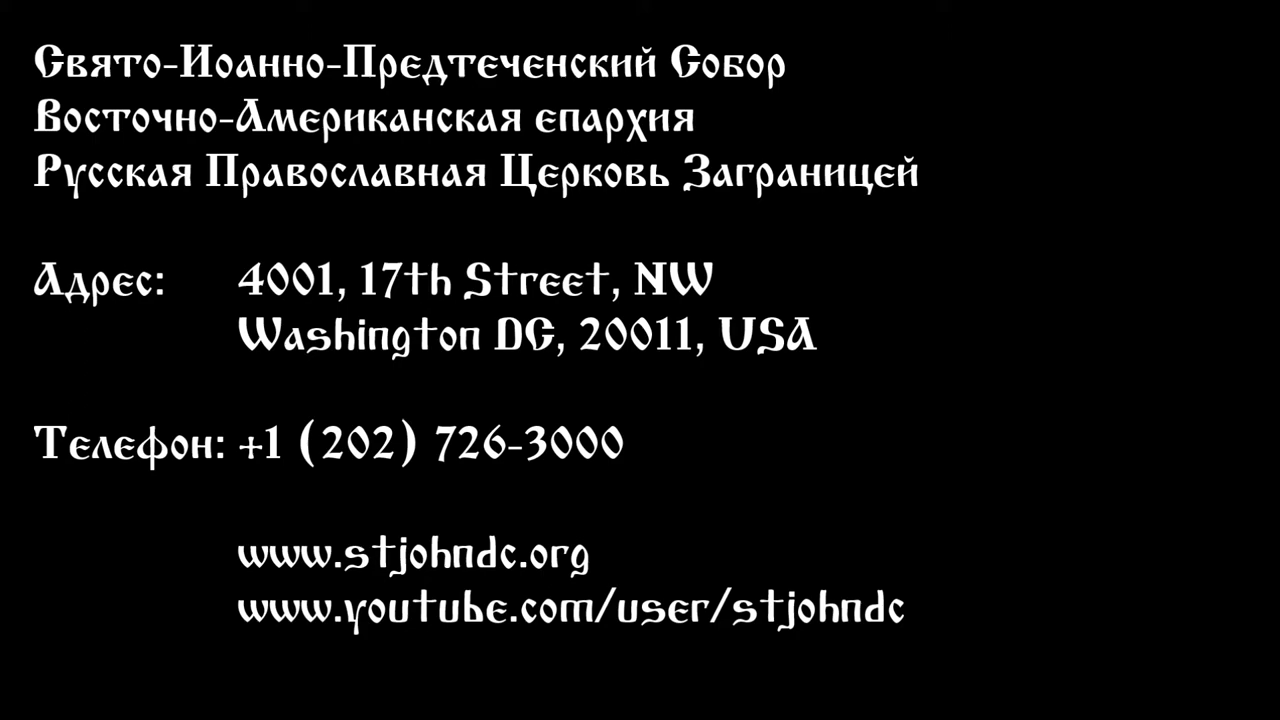 Свято-Иоанно-Предтеченский Собор
Восточно-Американская епархия
Русская Православная Церковь Заграницей
Адрес: 4001, 17th Street, NW
Washington DC, 20011, USA
Телефон: +1 (202) 726-3000
www.stjohndc.org
www.youtube.com/user/stjohndc